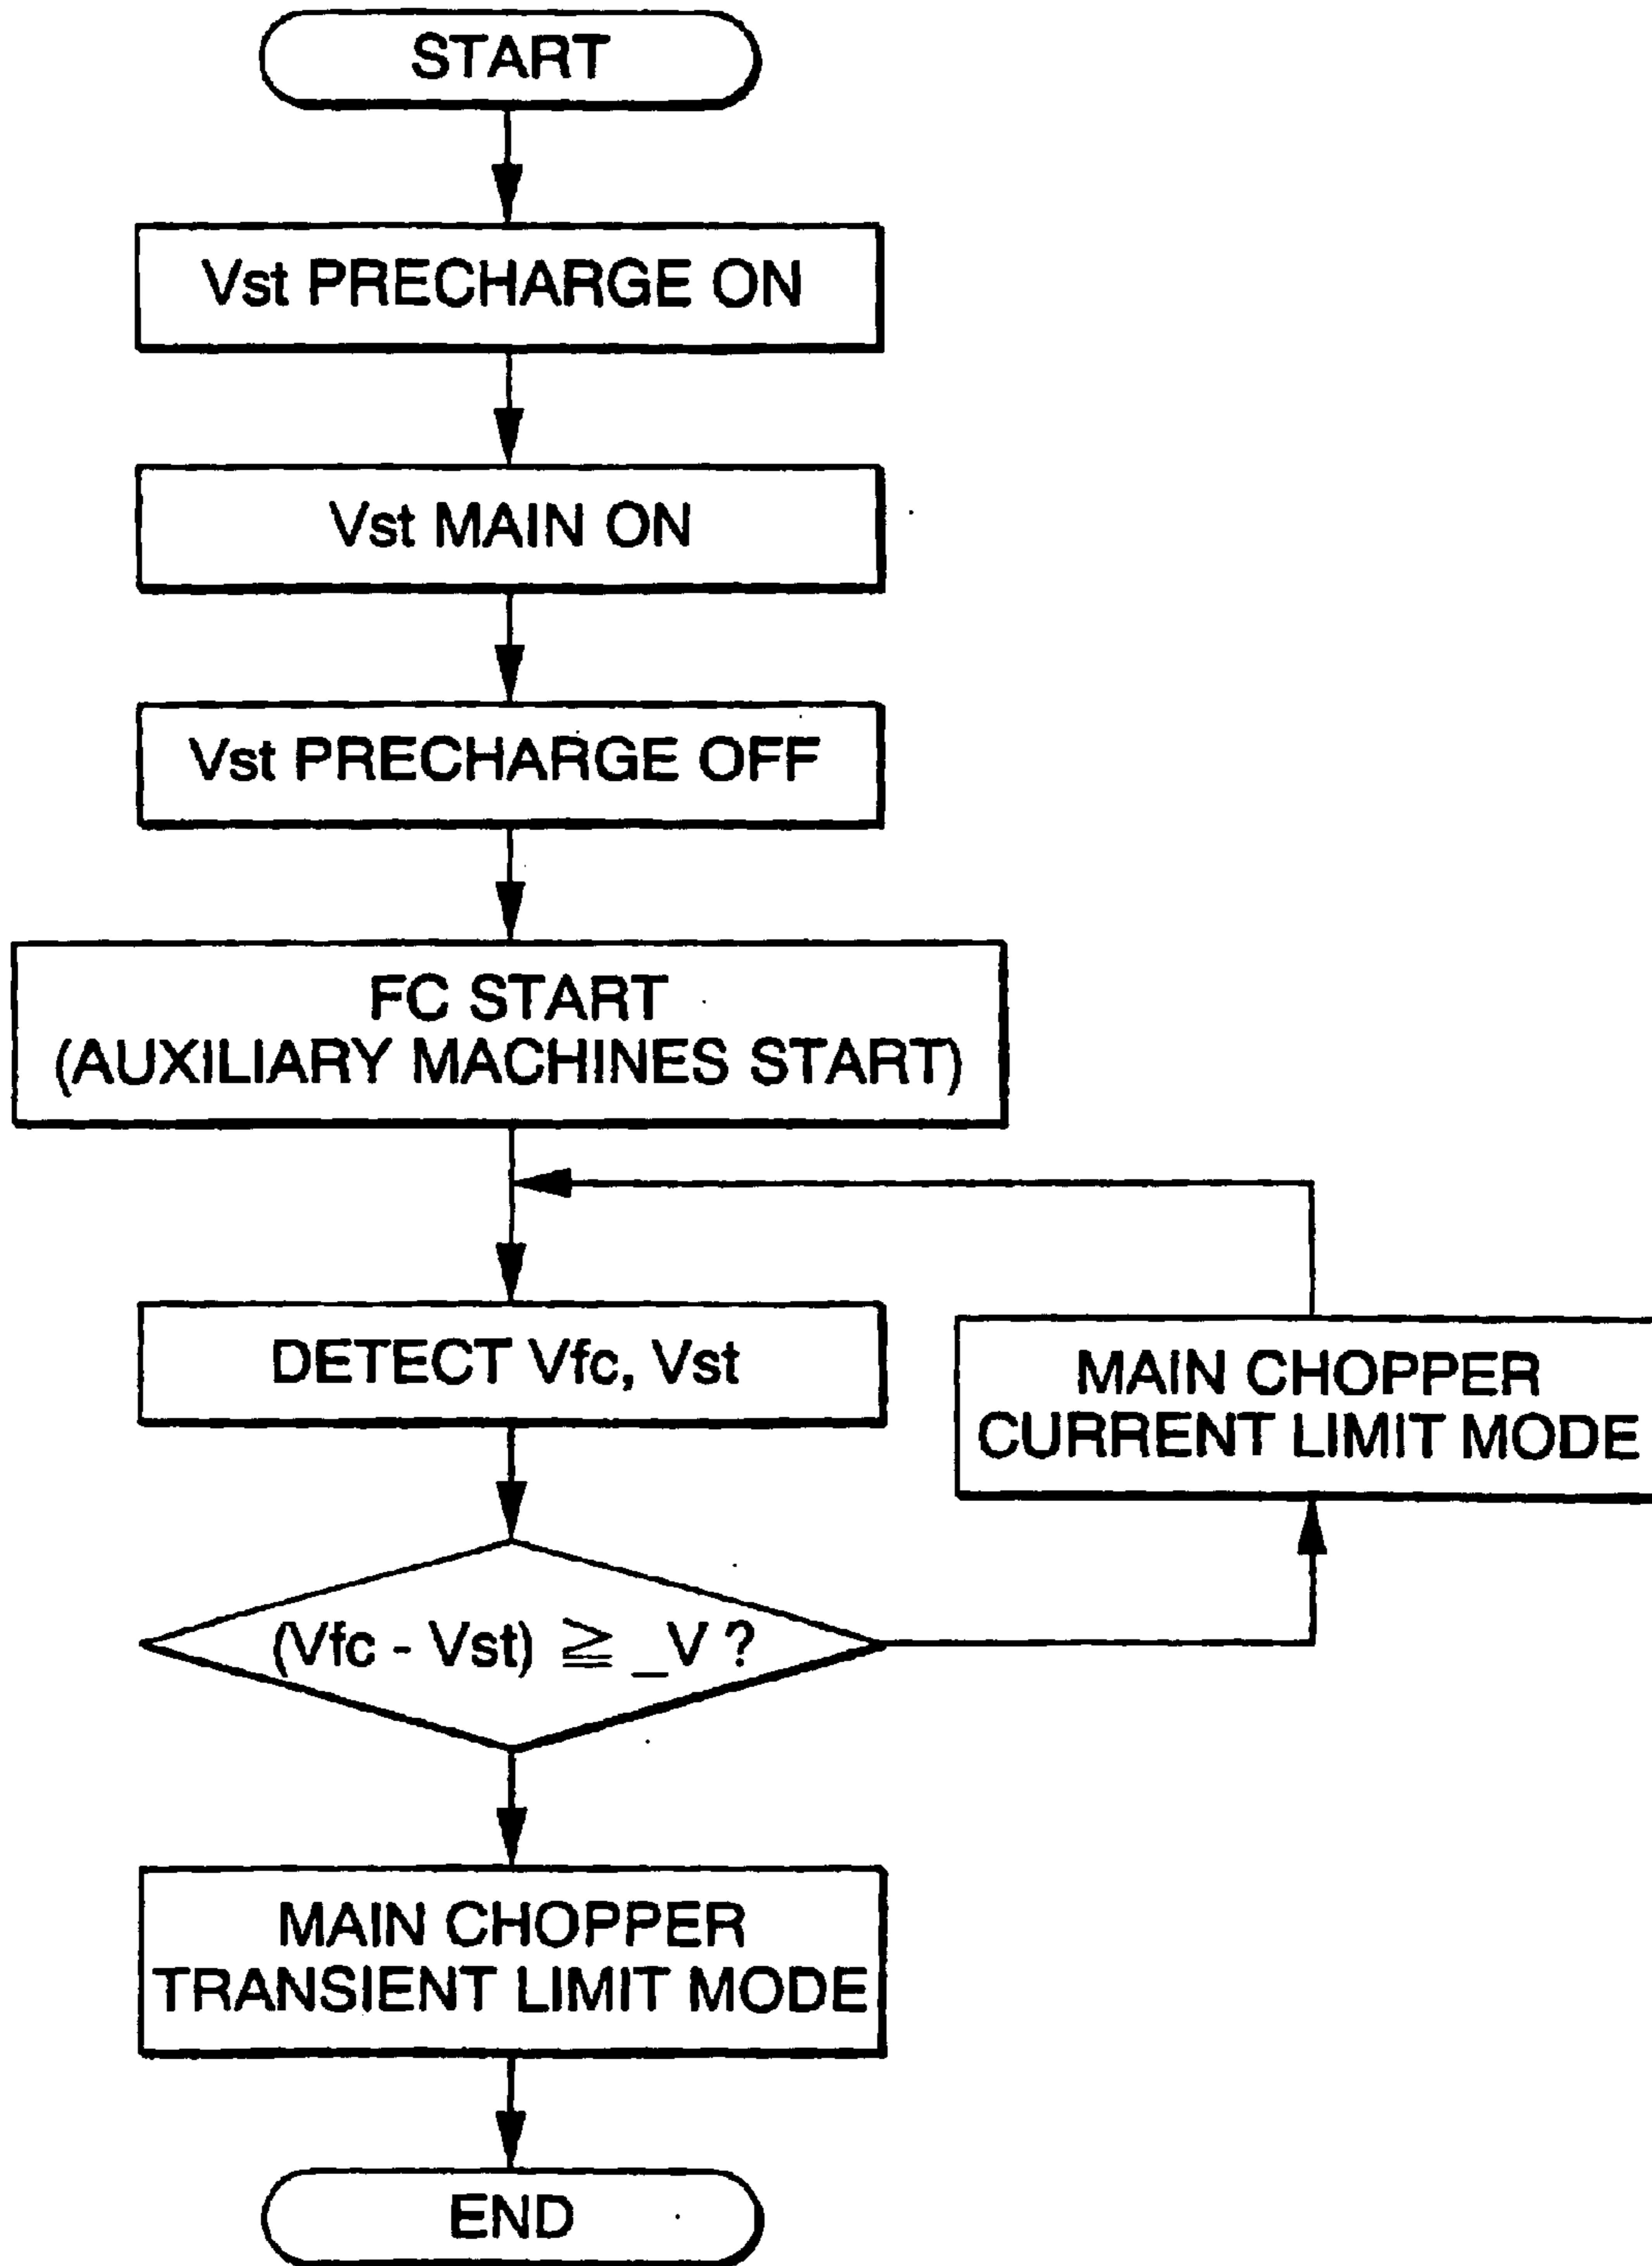 START
Vst PRECHARGE ON
Vst MAIN ON
Vst PRECHARGE OFF
FC START
(AUXILIARY MACHINES START)
DETECT Vfc, Vst
MAIN CHOPPER
CURRENT LIMIT MODE
(Vfc - Vst) ≧ _V ?
MAIN CHOPPER
TRANSIENT LIMIT MODE
END